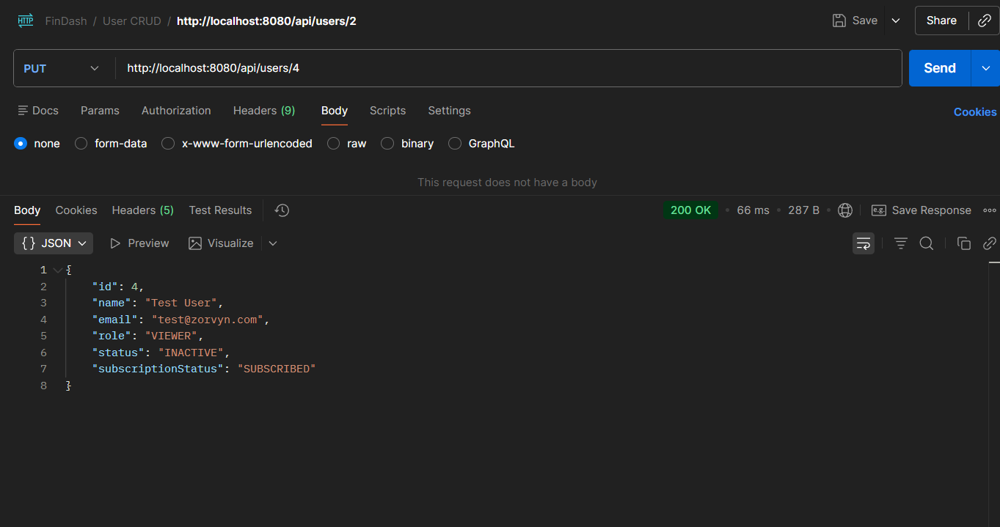 HTTP FinDash / User CRUD / http://localhost:8080/api/users/2 Save Share
PUT http://localhost:8080/api/users/4 Send
Docs Params Authorization Headers (9) Body Scripts Settings Cookies
none form-data x-www-form-urlencoded raw binary GraphQL
This request does not have a body
Body Cookies Headers (5) Test Results 200 OK • 66 ms • 287 B • e.g. Save Response
{} JSON Preview Visualize
1 {
2 "id": 4,
3 "name": "Test User",
4 "email": "test@zorvyn.com",
5 "role": "VIEWER",
6 "status": "INACTIVE",
7 "subscriptionStatus": "SUBSCRIBED"
8 }